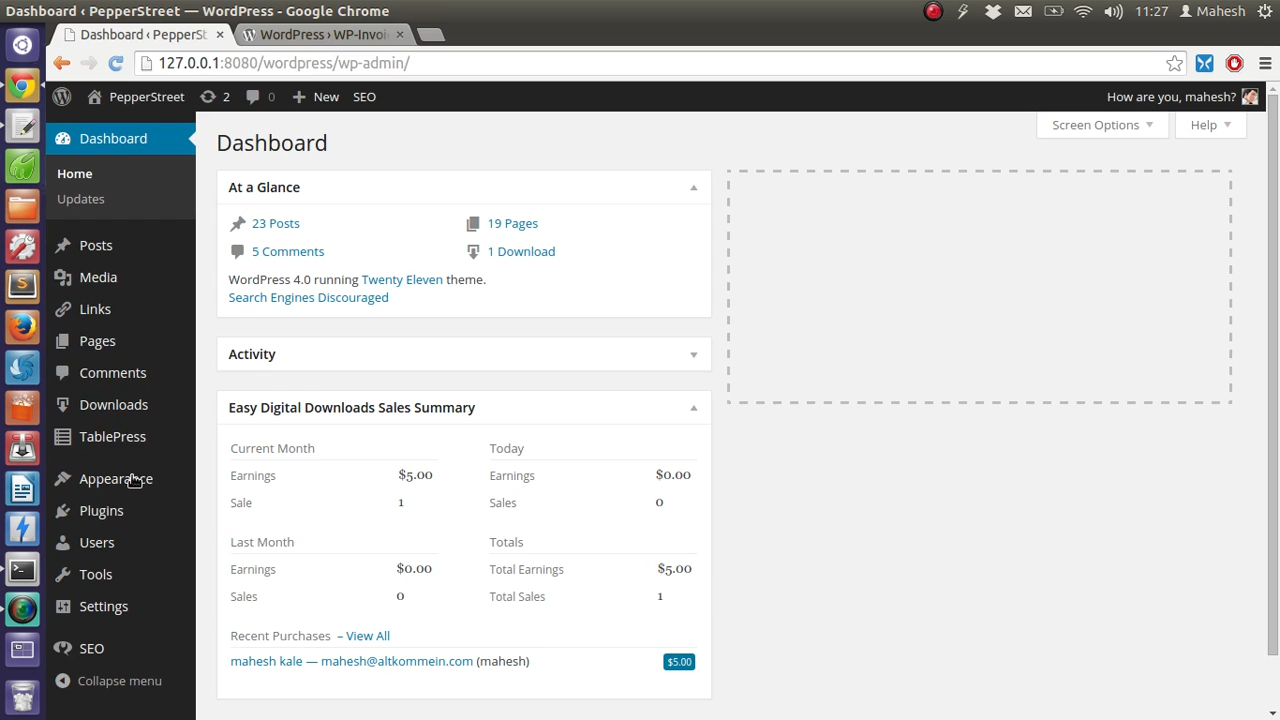 Dashboard ‹ PepperStreet — WordPress - Google Chrome
11:27
Mahesh
Dashboard ‹ PepperSt
WordPress › WP-Invoi
127.0.0.1:8080/wordpress/wp-admin/
PepperStreet
2
0
New
SEO
How are you, mahesh?
Dashboard
Home
Updates
Posts
Media
Links
Pages
Comments
Downloads
TablePress
Appearance
Plugins
Users
Tools
Settings
SEO
Collapse menu
Dashboard
Screen Options
Help
At a Glance
23 Posts
19 Pages
5 Comments
1 Download
WordPress 4.0 running Twenty Eleven theme.
Search Engines Discouraged
Activity
Easy Digital Downloads Sales Summary
Current Month
Today
Earnings $5.00
Earnings $0.00
Sale 1
Sales 0
Last Month
Totals
Earnings $0.00
Total Earnings $5.00
Sales 0
Total Sales 1
Recent Purchases – View All
mahesh kale — mahesh@altkommein.com (mahesh) $5.00